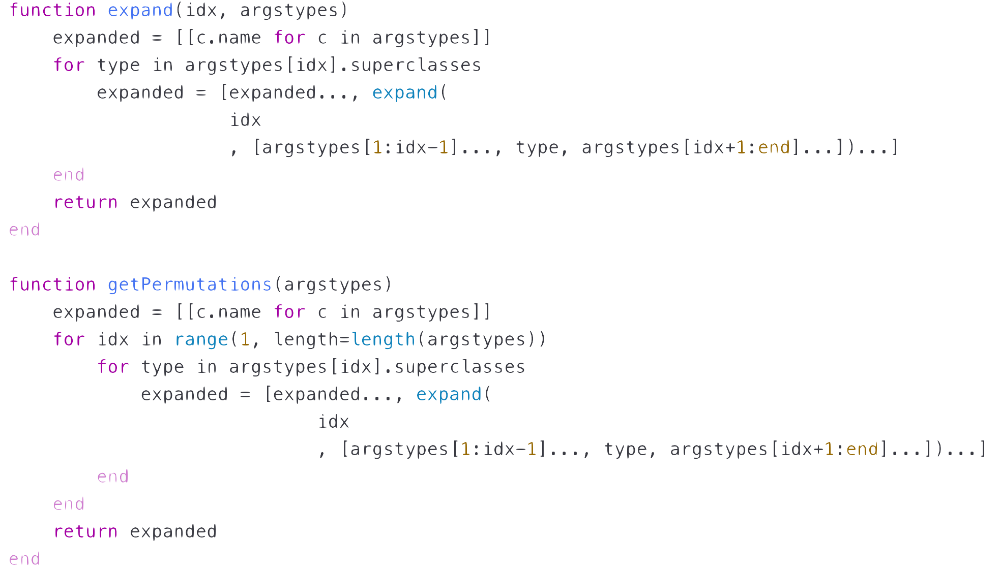 function expand(idx, argstypes)
    expanded = [[c.name for c in argstypes]]
    for type in argstypes[idx].superclasses
        expanded = [expanded..., expand(
                    idx
                    , [argstypes[1:idx-1]..., type, argstypes[idx+1:end]...])...]
    end
    return expanded
end

function getPermutations(argstypes)
    expanded = [[c.name for c in argstypes]]
    for idx in range(1, length=length(argstypes))
        for type in argstypes[idx].superclasses
            expanded = [expanded..., expand(
                            idx
                            , [argstypes[1:idx-1]..., type, argstypes[idx+1:end]...])...]
        end
    end
    return expanded
end